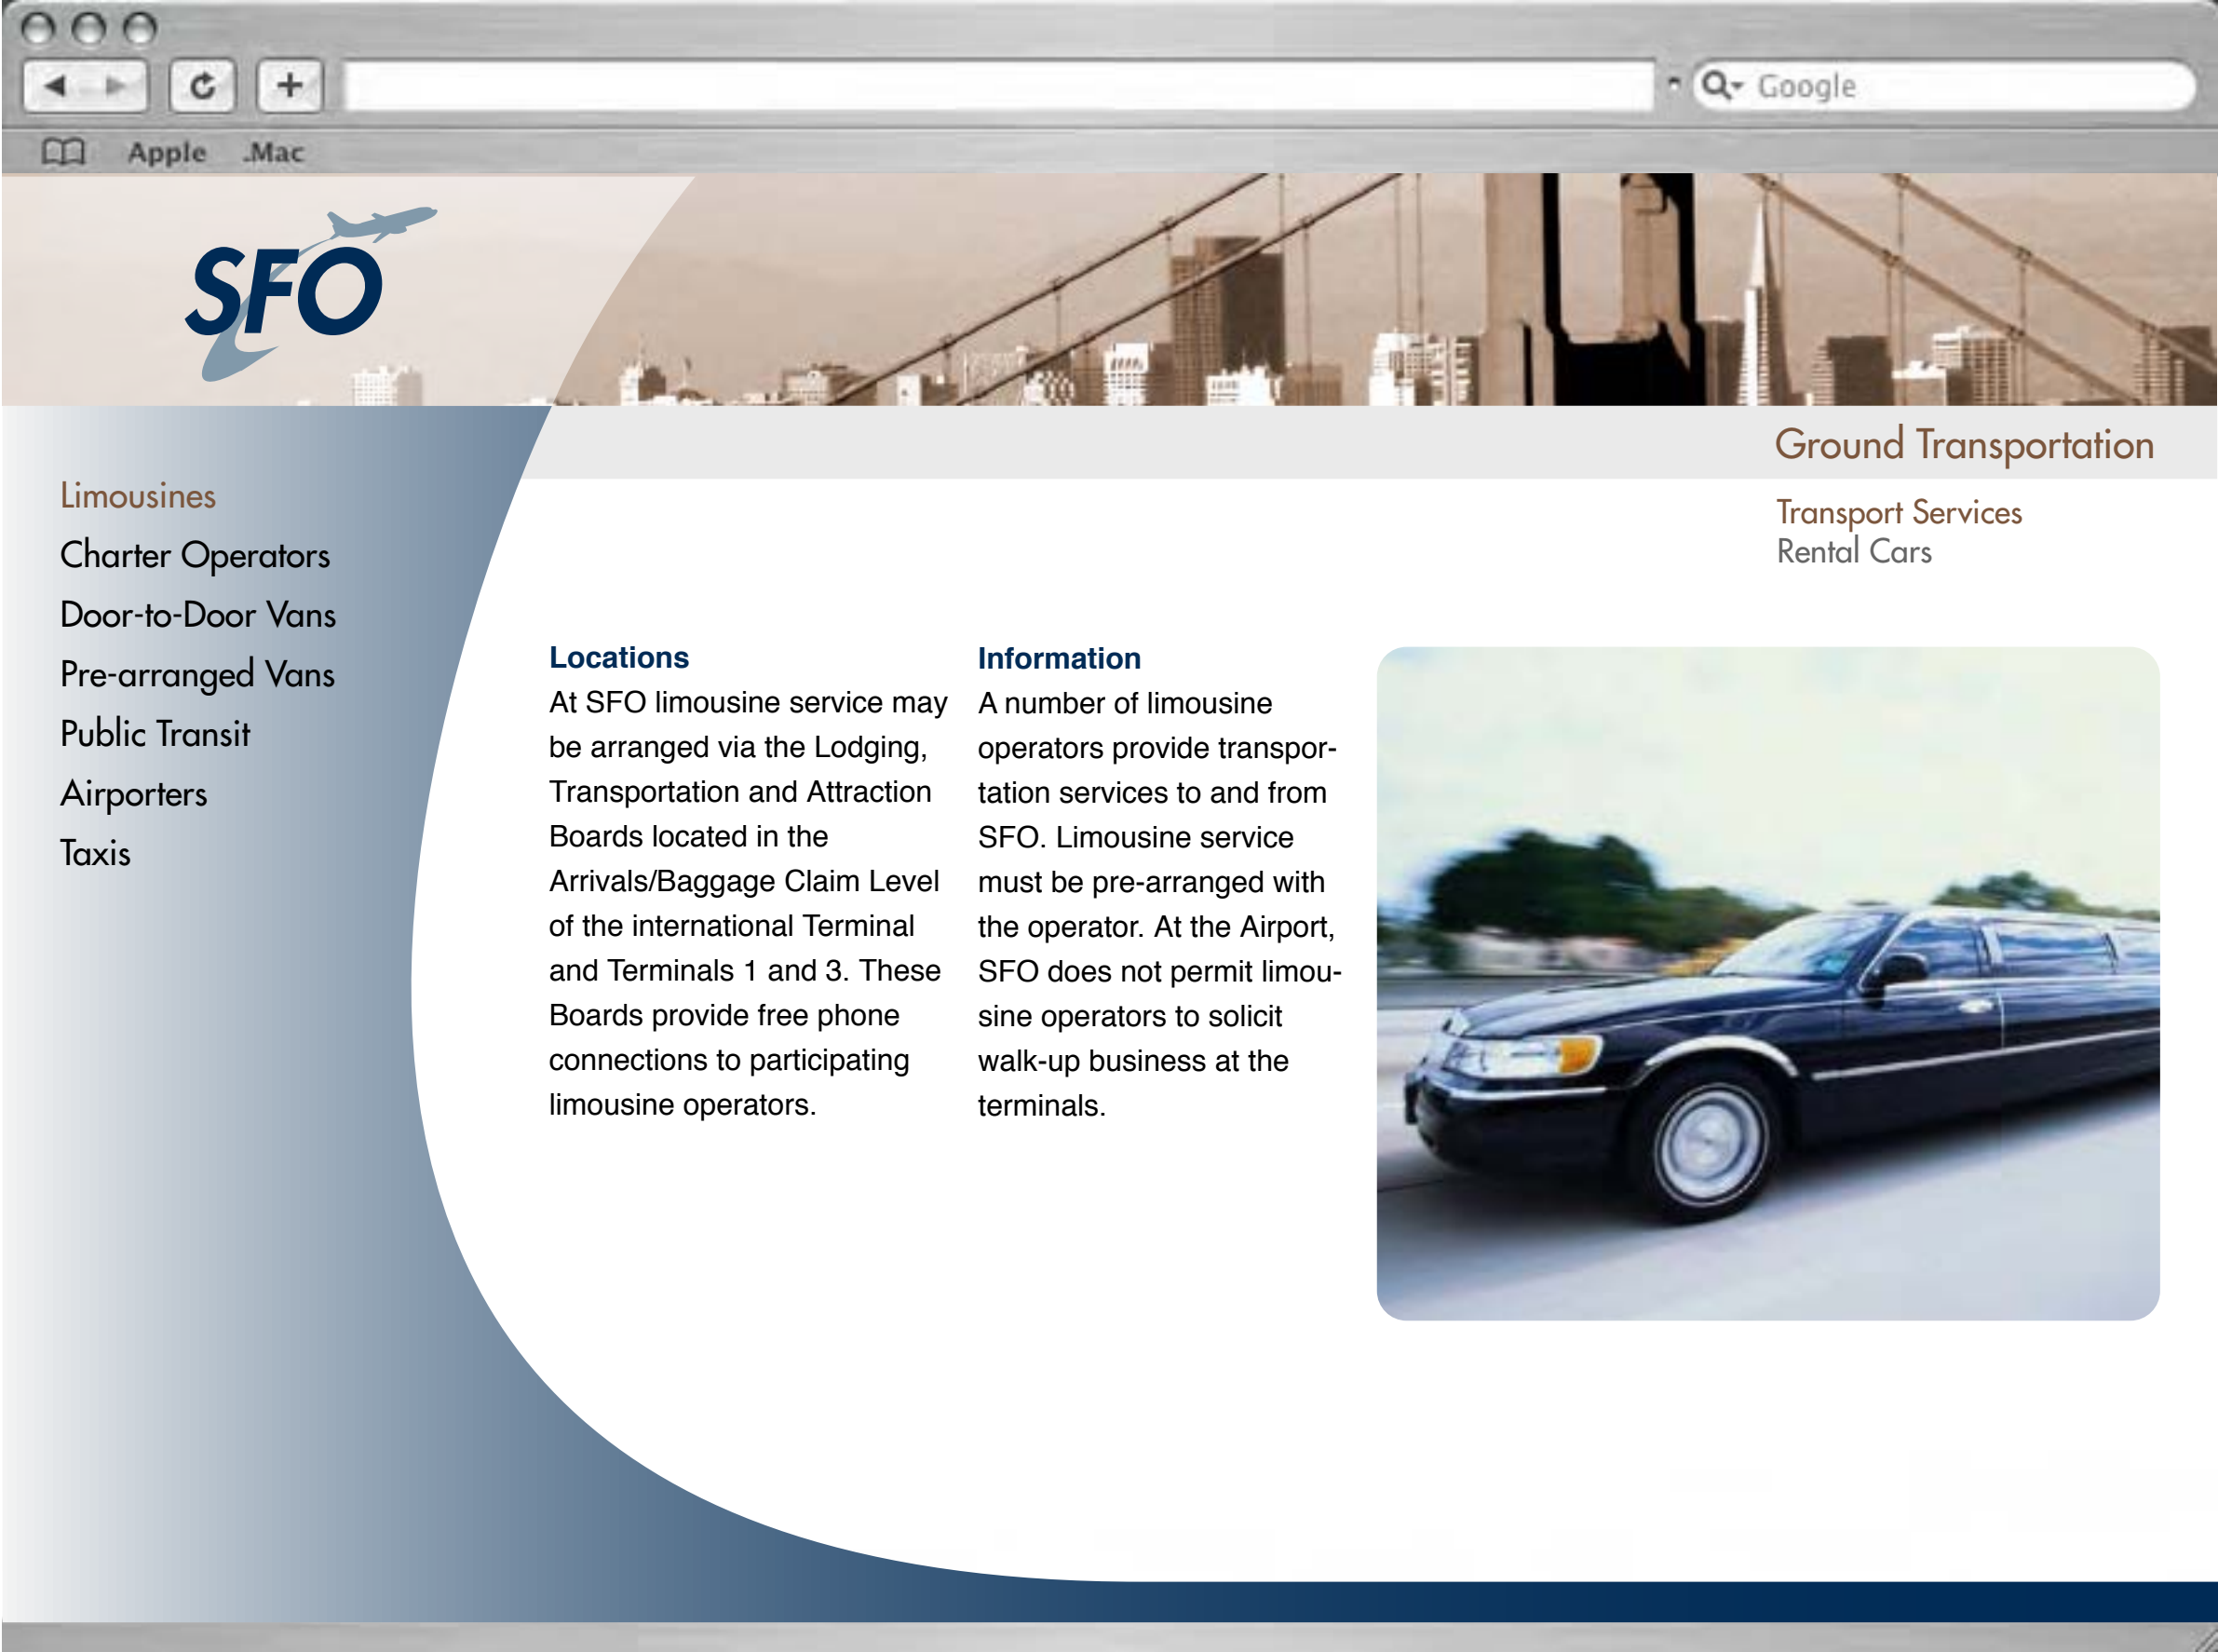 Google
Apple .Mac
SFO
Ground Transportation
Transport Services
Rental Cars
Limousines
Charter Operators
Door-to-Door Vans
Pre-arranged Vans
Public Transit
Airporters
Taxis
Locations
At SFO limousine service may
be arranged via the Lodging,
Transportation and Attraction
Boards located in the
Arrivals/Baggage Claim Level
of the international Terminal
and Terminals 1 and 3. These
Boards provide free phone
connections to participating
limousine operators.
Information
A number of limousine
operators provide transpor-
tation services to and from
SFO. Limousine service
must be pre-arranged with
the operator. At the Airport,
SFO does not permit limou-
sine operators to solicit
walk-up business at the
terminals.